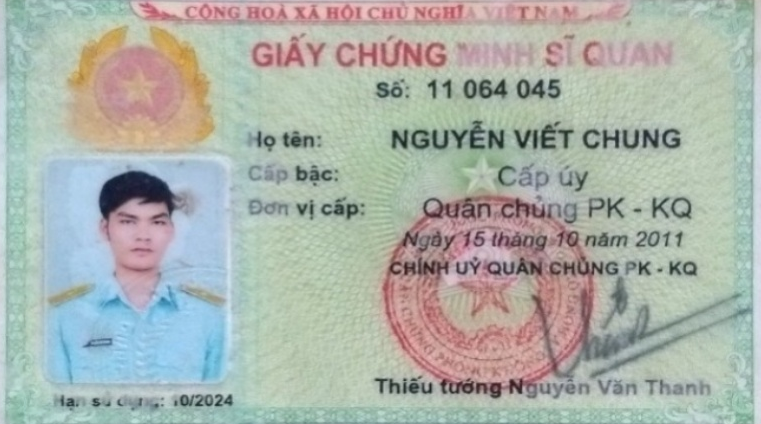 CỘNG HOÀ XÃ HỘI CHỦ NGHĨA VIỆT NAM
GIẤY CHỨNG MINH SĨ QUAN
Số: 11 064 045
Họ tên: NGUYỄN VIẾT CHUNG
Cấp bậc: Cấp úy
Đơn vị cấp: Quân chủng PK - KQ
Ngày 15 tháng 10 năm 2011
CHÍNH UỶ QUÂN CHỦNG PK - KQ
Thiếu tướng Nguyễn Văn Thanh
Hạn sử dụng: 10/2024